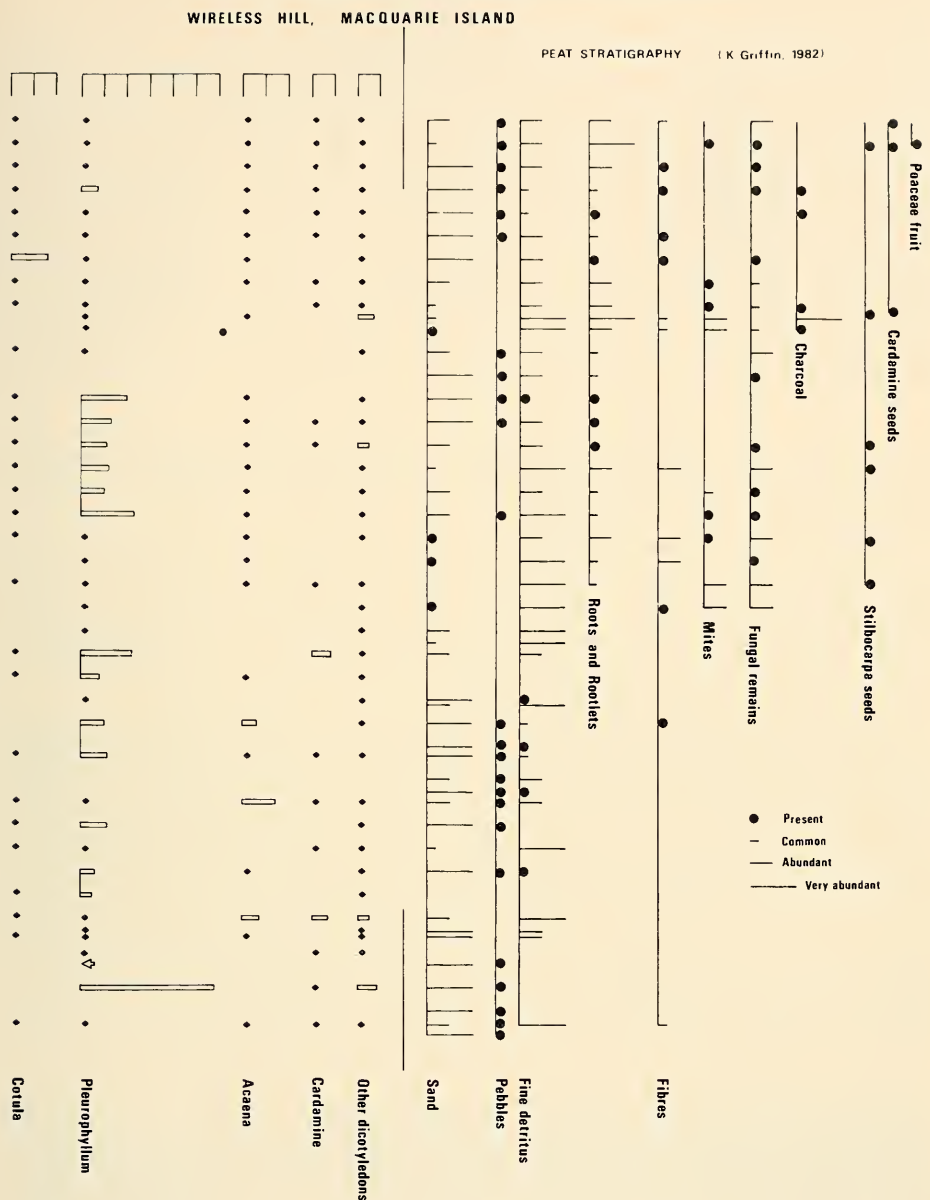 WIRELESS HILL, MACQUARIE ISLAND
PEAT STRATIGRAPHY ( K Griffin, 1982)
Poaceae fruit
Cardamine seeds
Charcoal
Stilbocarpa seeds
Fungal remains
Mites
Roots and Rootlets
Present
Common
Abundant
Very abundant
Cotula
Pleurophyllum
Acaena
Cardamine
Other dicotyledons
Sand
Pebbles
Fine detritus
Fibres